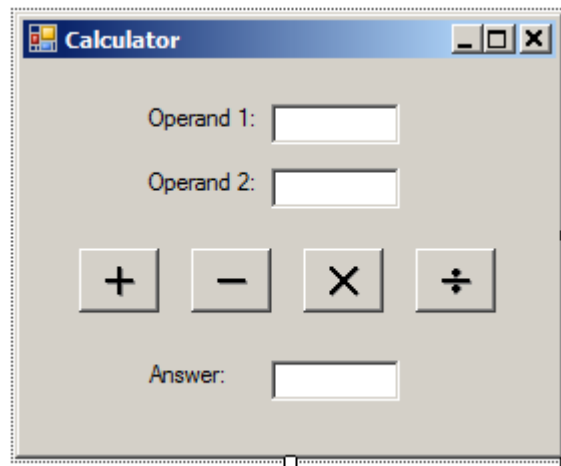 Calculator
Operand 1:
Operand 2:
+ − × ÷
Answer: